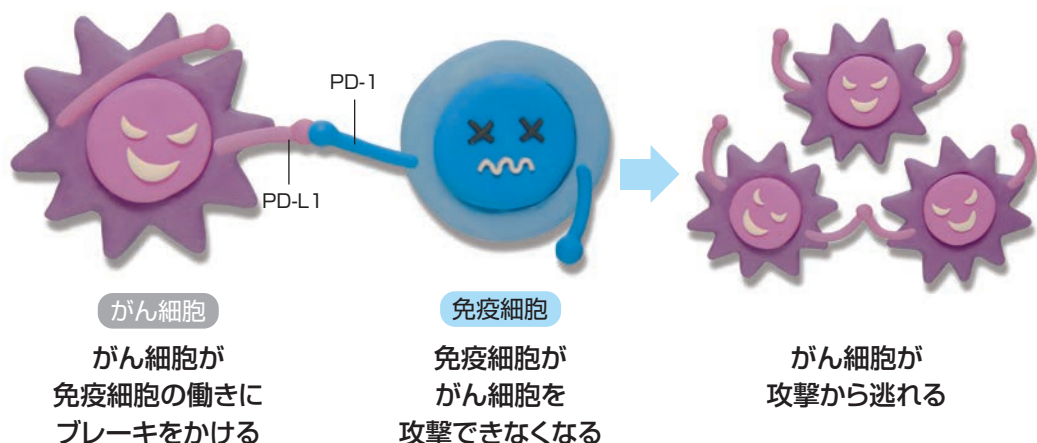 PD-1
PD-L1
がん細胞
がん細胞が
免疫細胞の働きに
ブレーキをかける
免疫細胞
免疫細胞が
がん細胞を
攻撃できなくなる
がん細胞が
攻撃から逃れる